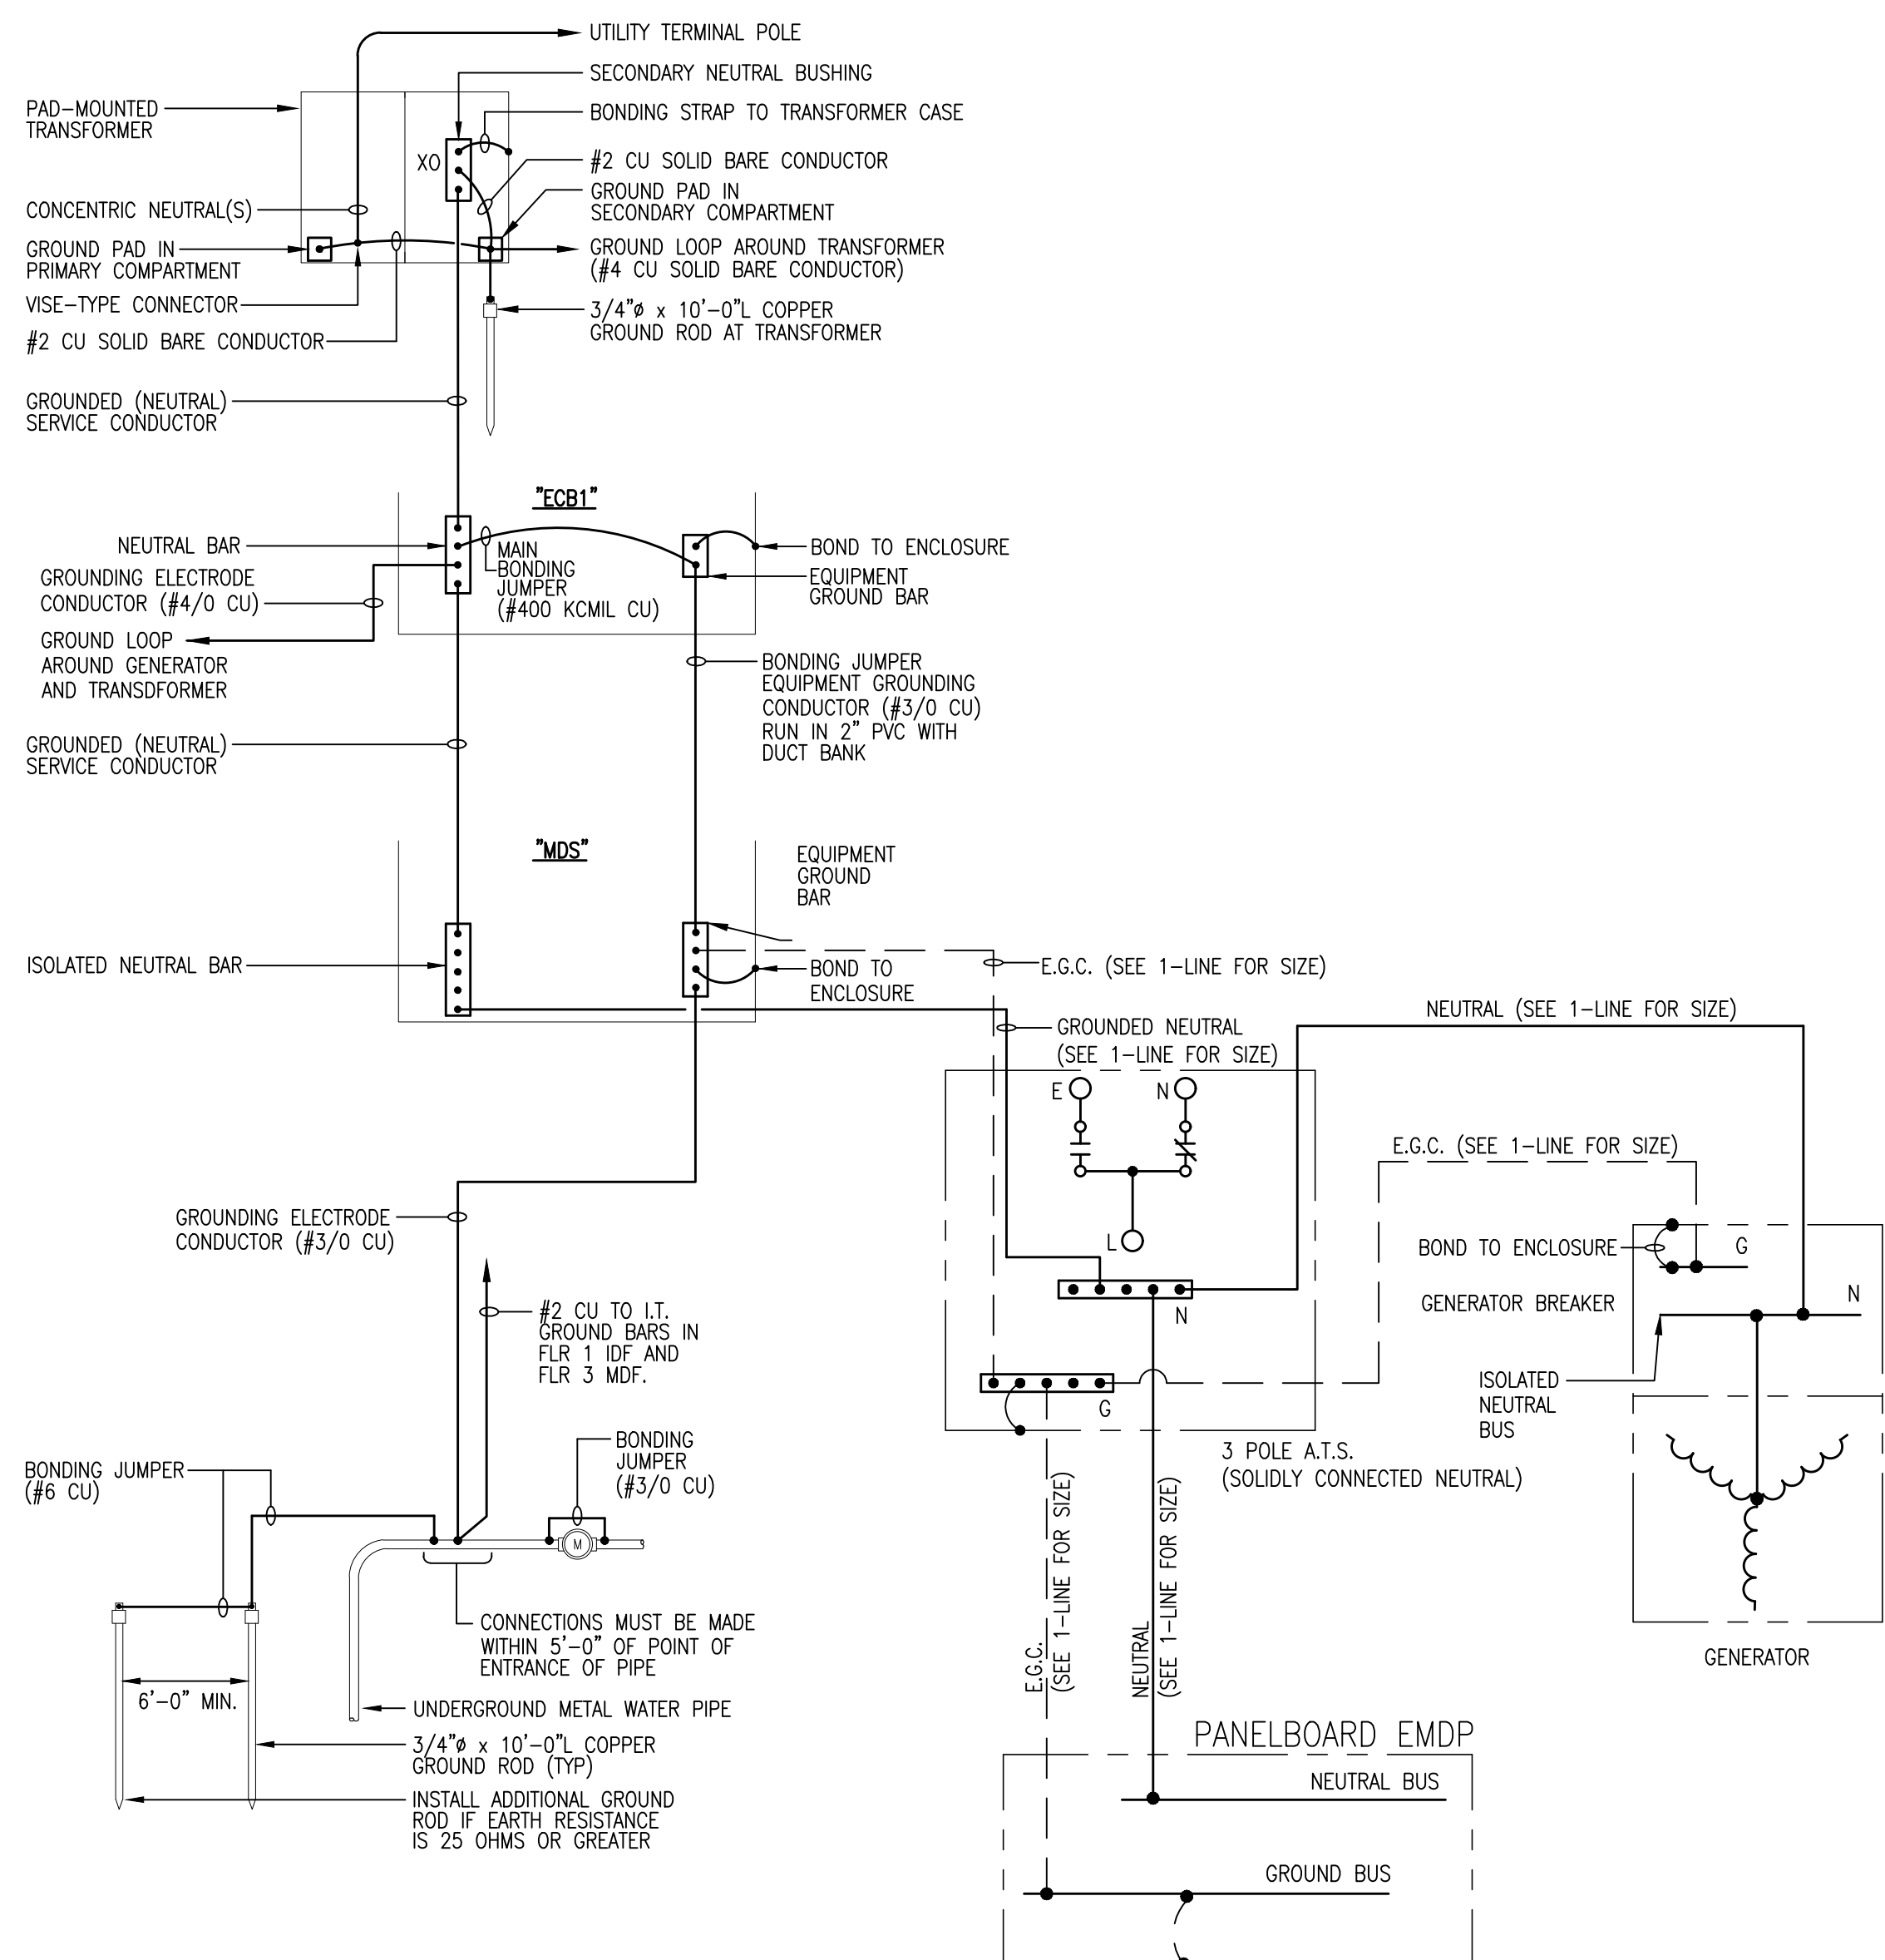 UTILITY TERMINAL POLE
SECONDARY NEUTRAL BUSHING
PAD-MOUNTED
TRANSFORMER
BONDING STRAP TO TRANSFORMER CASE
XO
#2 CU SOLID BARE CONDUCTOR
GROUND PAD IN
SECONDARY COMPARTMENT
CONCENTRIC NEUTRAL(S)
GROUND PAD IN
PRIMARY COMPARTMENT
GROUND LOOP AROUND TRANSFORMER
(#4 CU SOLID BARE CONDUCTOR)
VISE-TYPE CONNECTOR
3/4"ø x 10'-0"L COPPER
GROUND ROD AT TRANSFORMER
#2 CU SOLID BARE CONDUCTOR
GROUNDED (NEUTRAL)
SERVICE CONDUCTOR
"ECB1"
NEUTRAL BAR
MAIN
BONDING
JUMPER
(#400 KCMIL CU)
BOND TO ENCLOSURE
EQUIPMENT
GROUND BAR
GROUNDING ELECTRODE
CONDUCTOR (#4/0 CU)
GROUND LOOP
AROUND GENERATOR
AND TRANSDFORMER
BONDING JUMPER
EQUIPMENT GROUNDING
CONDUCTOR (#3/0 CU)
RUN IN 2" PVC WITH
DUCT BANK
GROUNDED (NEUTRAL)
SERVICE CONDUCTOR
"MDS"
EQUIPMENT
GROUND
BAR
ISOLATED NEUTRAL BAR
BOND TO
ENCLOSURE
E.G.C. (SEE 1-LINE FOR SIZE)
GROUNDED NEUTRAL
(SEE 1-LINE FOR SIZE)
NEUTRAL (SEE 1-LINE FOR SIZE)
E
N
L
N
G
E.G.C. (SEE 1-LINE FOR SIZE)
BOND TO ENCLOSURE
G
GENERATOR BREAKER
N
ISOLATED
NEUTRAL
BUS
3 POLE A.T.S.
(SOLIDLY CONNECTED NEUTRAL)
GENERATOR
GROUNDING ELECTRODE
CONDUCTOR (#3/0 CU)
#2 CU TO I.T.
GROUND BARS IN
FLR 1 IDF AND
FLR 3 MDF.
BONDING
JUMPER
(#3/0 CU)
BONDING JUMPER
(#6 CU)
M
CONNECTIONS MUST BE MADE
WITHIN 5'-0" OF POINT OF
ENTRANCE OF PIPE
6'-0" MIN.
UNDERGROUND METAL WATER PIPE
3/4"ø x 10'-0"L COPPER
GROUND ROD (TYP)
INSTALL ADDITIONAL GROUND
ROD IF EARTH RESISTANCE
IS 25 OHMS OR GREATER
E.G.C.
(SEE 1-LINE FOR SIZE)
NEUTRAL
(SEE 1-LINE FOR SIZE)
PANELBOARD EMDP
NEUTRAL BUS
GROUND BUS